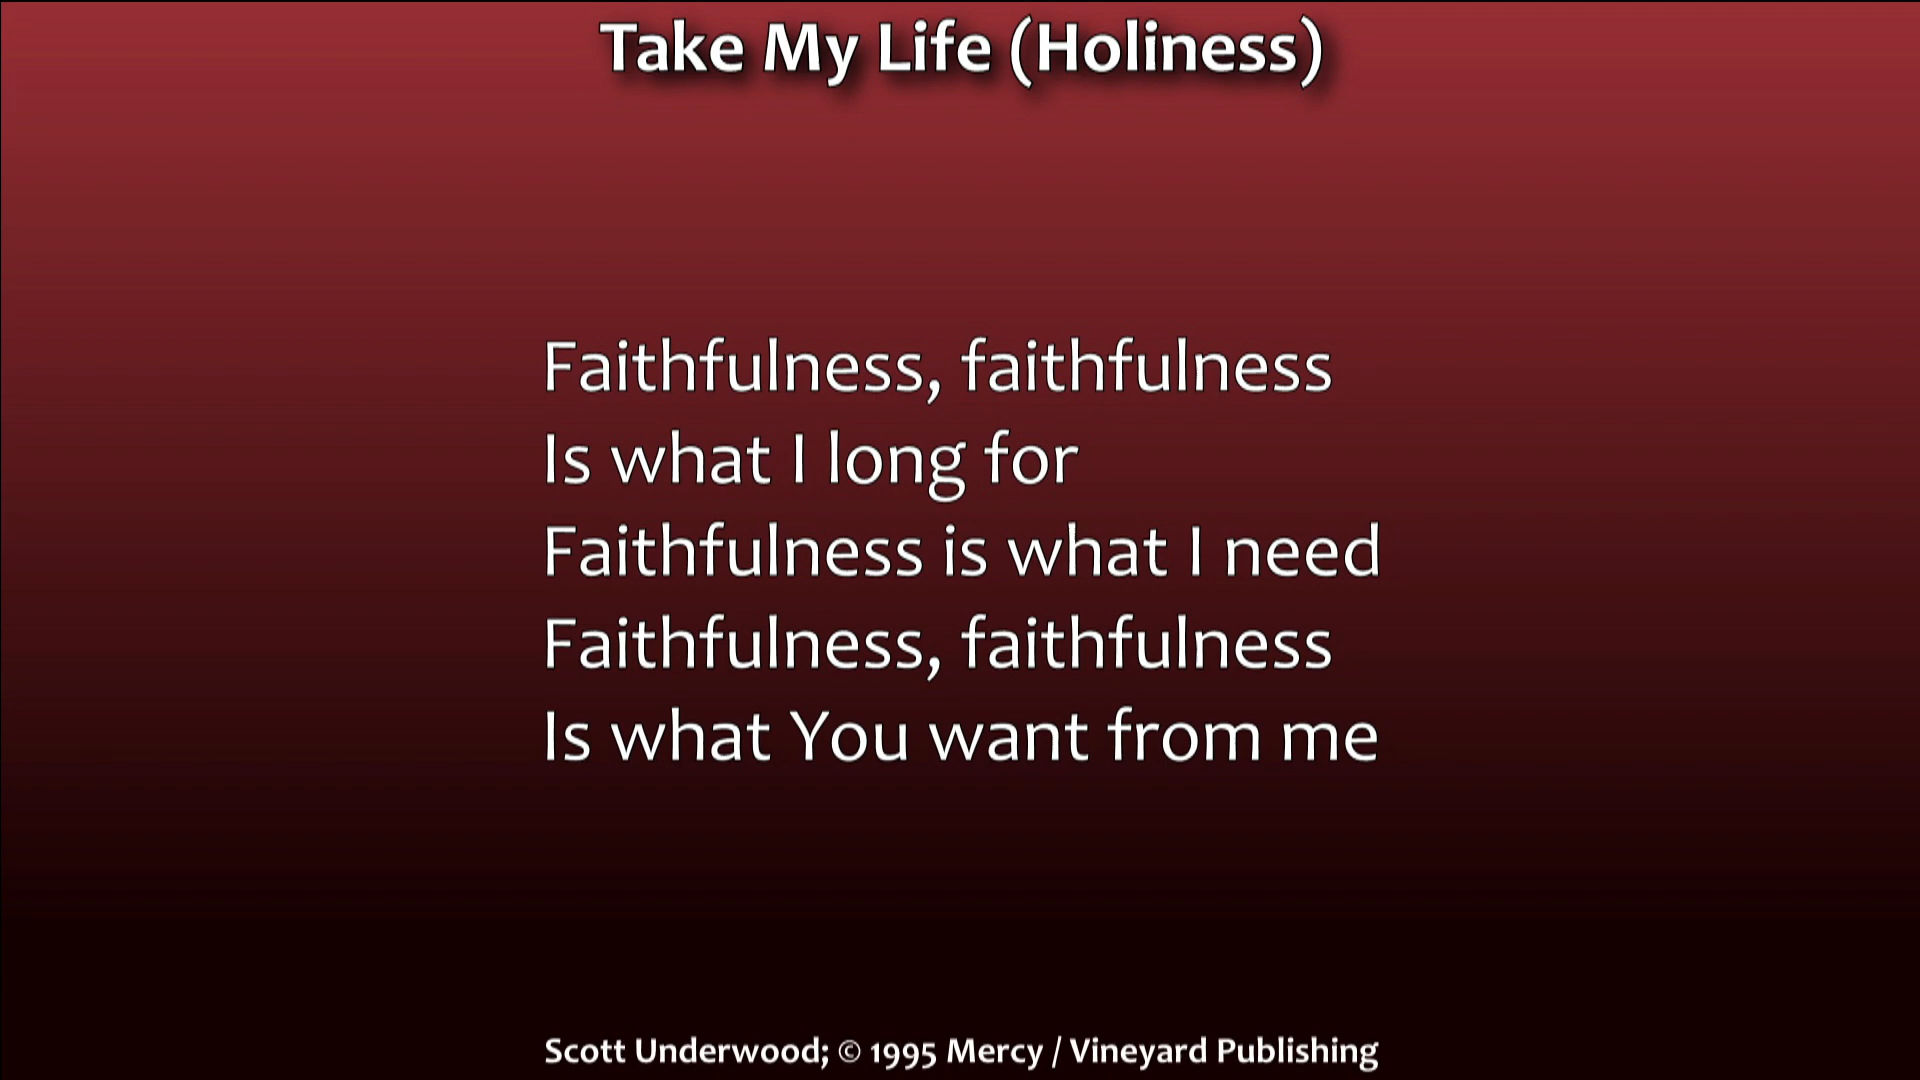 Take My Life (Holiness)
Faithfulness, faithfulness
Is what I long for
Faithfulness is what I need
Faithfulness, faithfulness
Is what You want from me
Scott Underwood; © 1995 Mercy / Vineyard Publishing